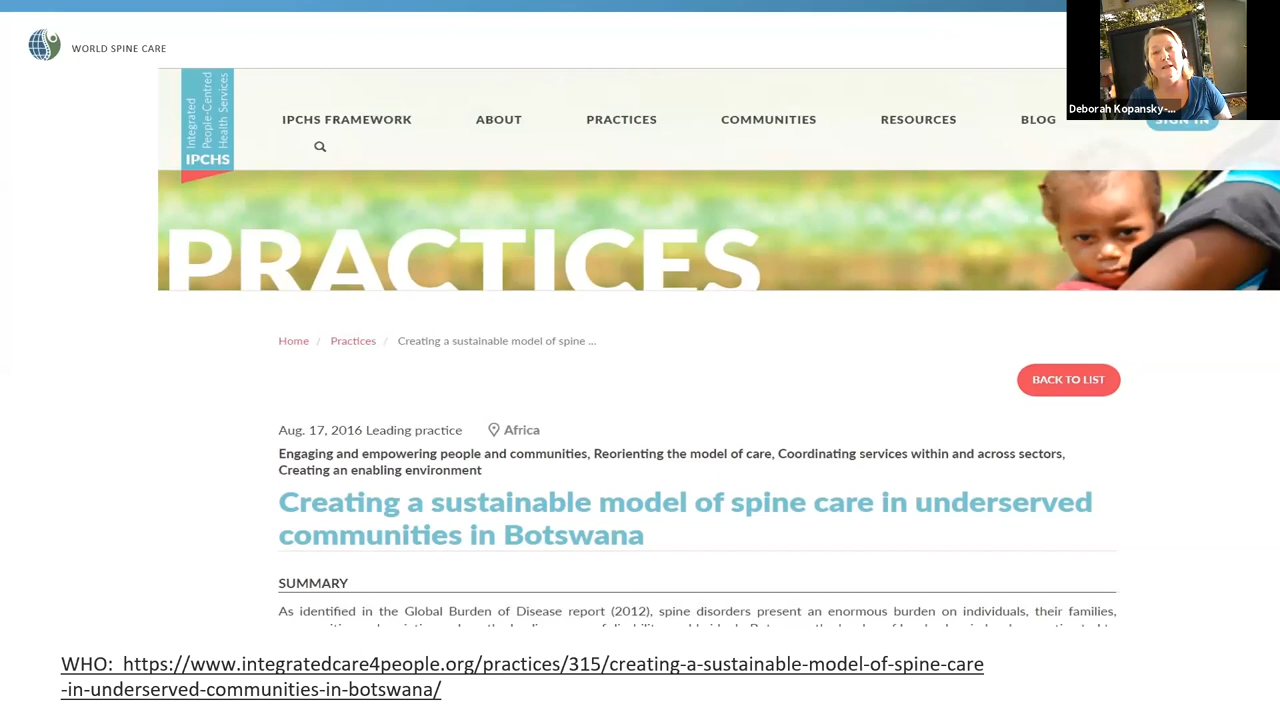 WORLD SPINE CARE
Deborah Kopansky-...
Integrated
People-Centred
Health Services
IPCHS
IPCHS FRAMEWORK
ABOUT
PRACTICES
COMMUNITIES
RESOURCES
BLOG
SIGN IN
PRACTICES
Home / Practices / Creating a sustainable model of spine ...
BACK TO LIST
Aug. 17, 2016 Leading practice
Africa
Engaging and empowering people and communities, Reorienting the model of care, Coordinating services within and across sectors,
Creating an enabling environment
Creating a sustainable model of spine care in underserved
communities in Botswana
SUMMARY
As identified in the Global Burden of Disease report (2012), spine disorders present an enormous burden on individuals, their families,
WHO: https://www.integratedcare4people.org/practices/315/creating-a-sustainable-model-of-spine-care
-in-underserved-communities-in-botswana/